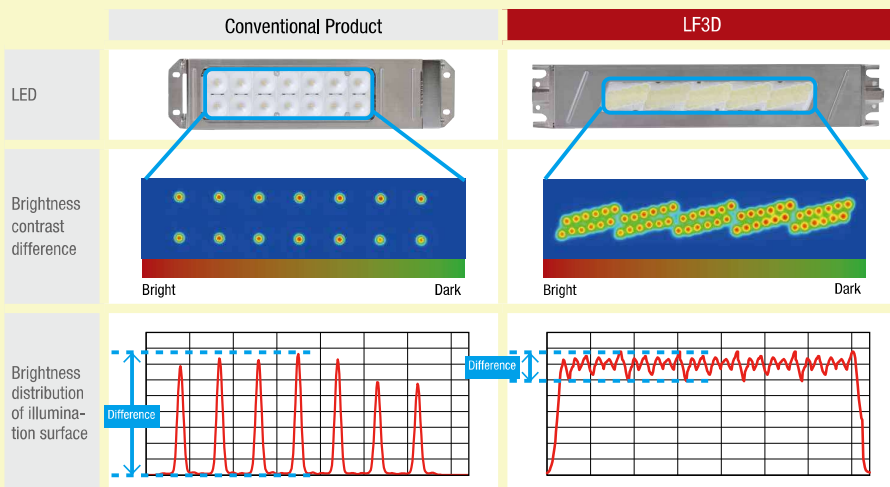 Conventional Product
LF3D
LED
Brightness
contrast
difference
Bright
Dark
Bright
Dark
Brightness
distribution
of illumina-
tion surface
Difference
Difference